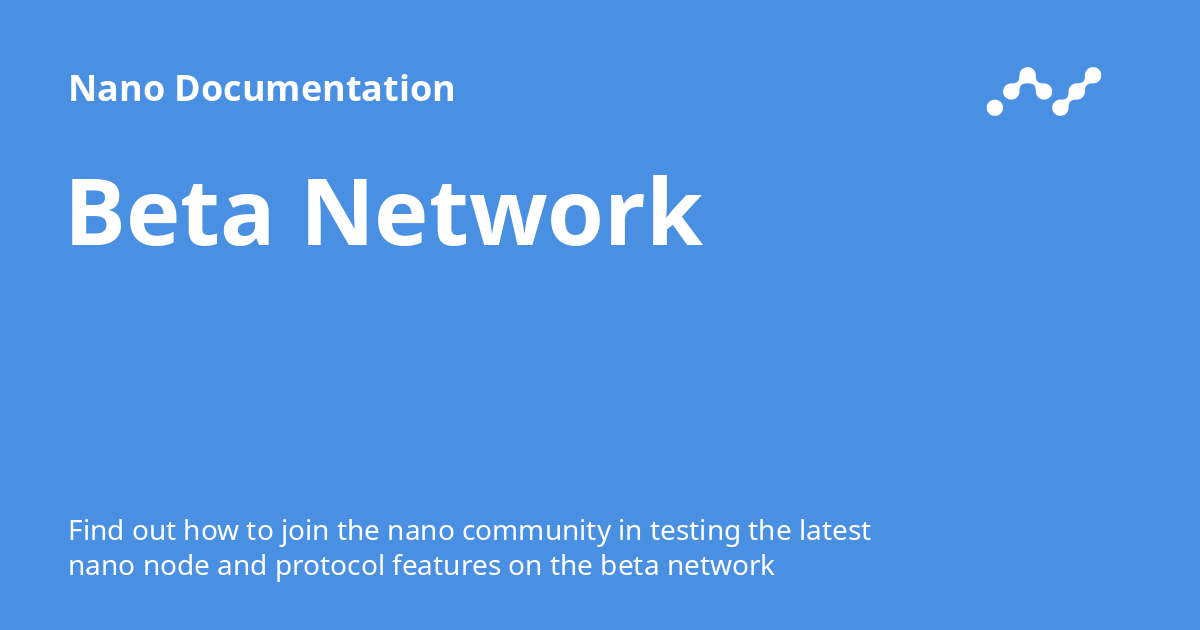 Nano Documentation
Beta Network
Find out how to join the nano community in testing the latest
nano node and protocol features on the beta network